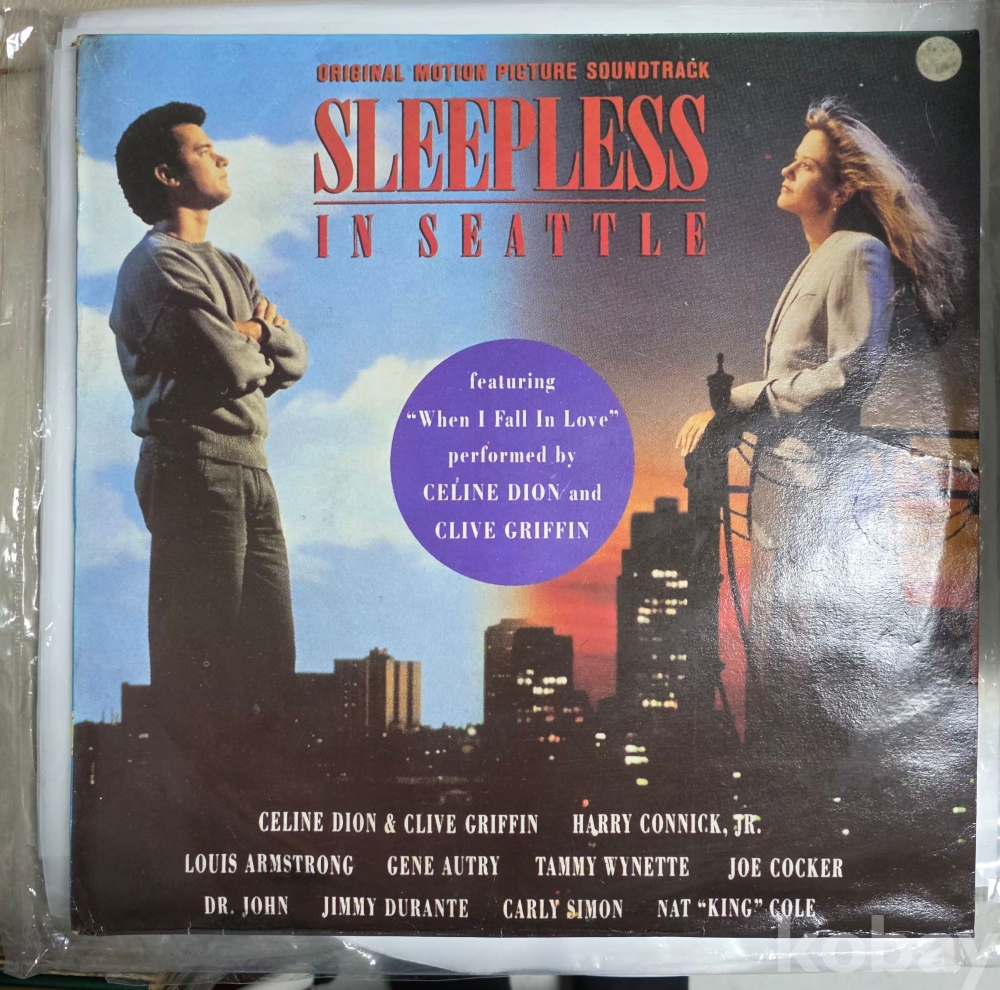 ORIGINAL MOTION PICTURE SOUNDTRACK
SLEEPLESS
IN SEATTLE
featuring
“When I Fall In Love”
performed by
CELINE DION and
CLIVE GRIFFIN
CELINE DION & CLIVE GRIFFIN HARRY CONNICK, JR.
LOUIS ARMSTRONG GENE AUTRY TAMMY WYNETTE JOE COCKER
DR. JOHN JIMMY DURANTE CARLY SIMON NAT “KING” COLE
kobay